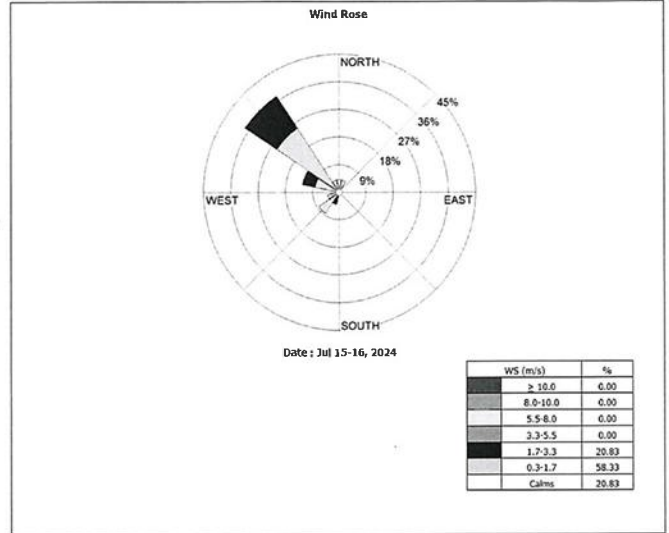 Wind Rose
NORTH
45%
36%
27%
18%
9%
WEST
EAST
SOUTH
Date : Jul 15-16, 2024
WS (m/s) %
≥ 10.0 0.00
8.0-10.0 0.00
5.5-8.0 0.00
3.3-5.5 0.00
1.7-3.3 20.83
0.3-1.7 58.33
Calms 20.83